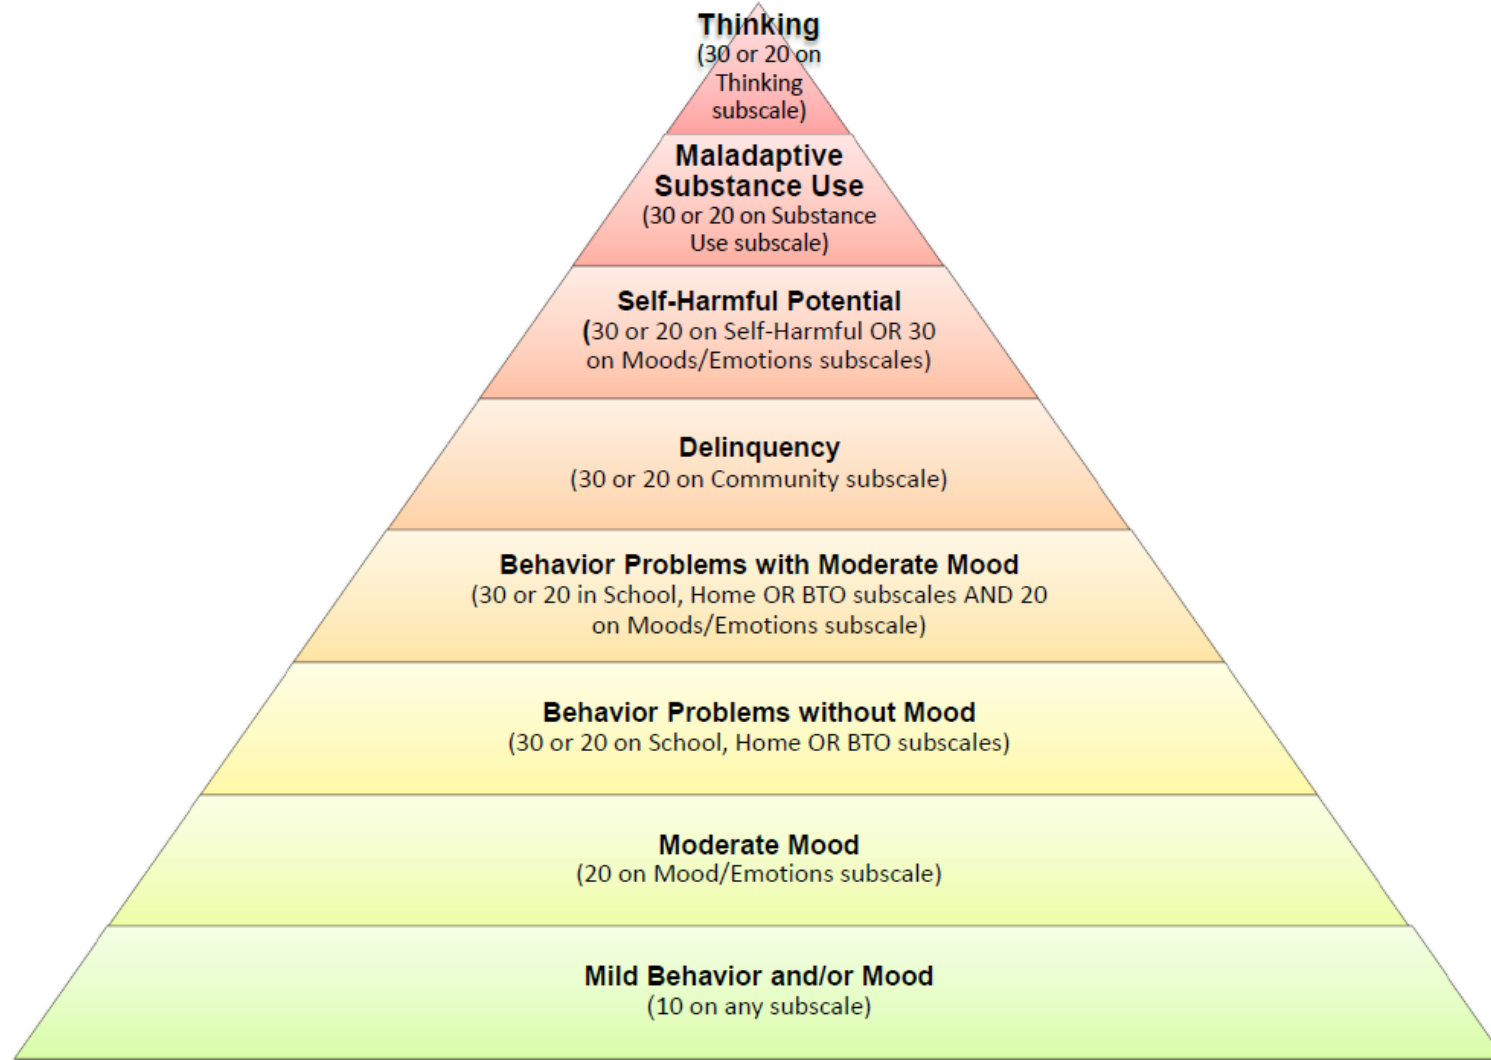 Thinking
(30 or 20 on
Thinking
subscale)
Maladaptive
Substance Use
(30 or 20 on Substance
Use subscale)
Self-Harmful Potential
(30 or 20 on Self-Harmful OR 30
on Moods/Emotions subscales)
Delinquency
(30 or 20 on Community subscale)
Behavior Problems with Moderate Mood
(30 or 20 in School, Home OR BTO subscales AND 20
on Moods/Emotions subscale)
Behavior Problems without Mood
(30 or 20 on School, Home OR BTO subscales)
Moderate Mood
(20 on Mood/Emotions subscale)
Mild Behavior and/or Mood
(10 on any subscale)